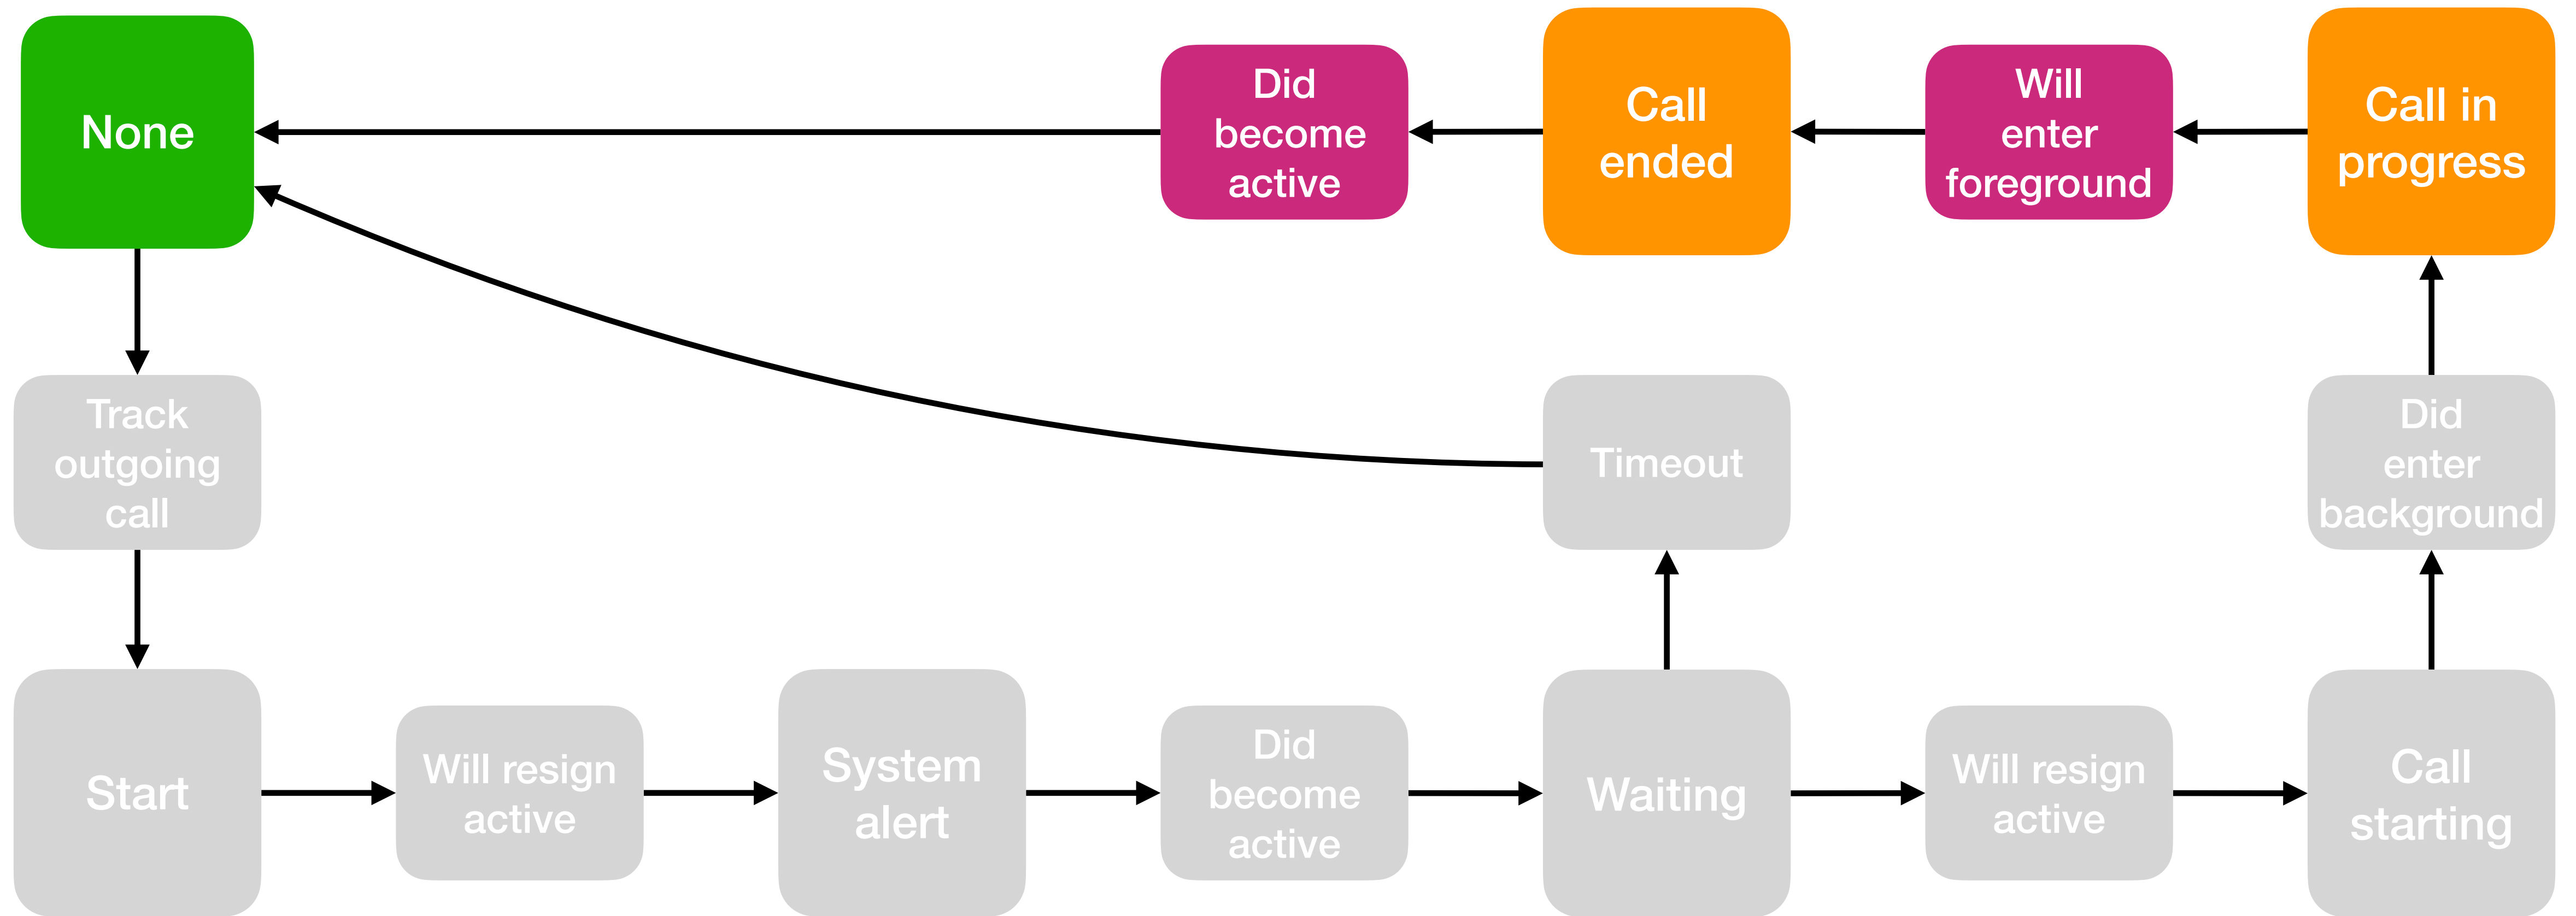 None
Did
become
active
Call
ended
Will
enter
foreground
Call in
progress
Track
outgoing
call
Timeout
Did
enter
background
Start
Will resign
active
System
alert
Did
become
active
Waiting
Will resign
active
Call
starting